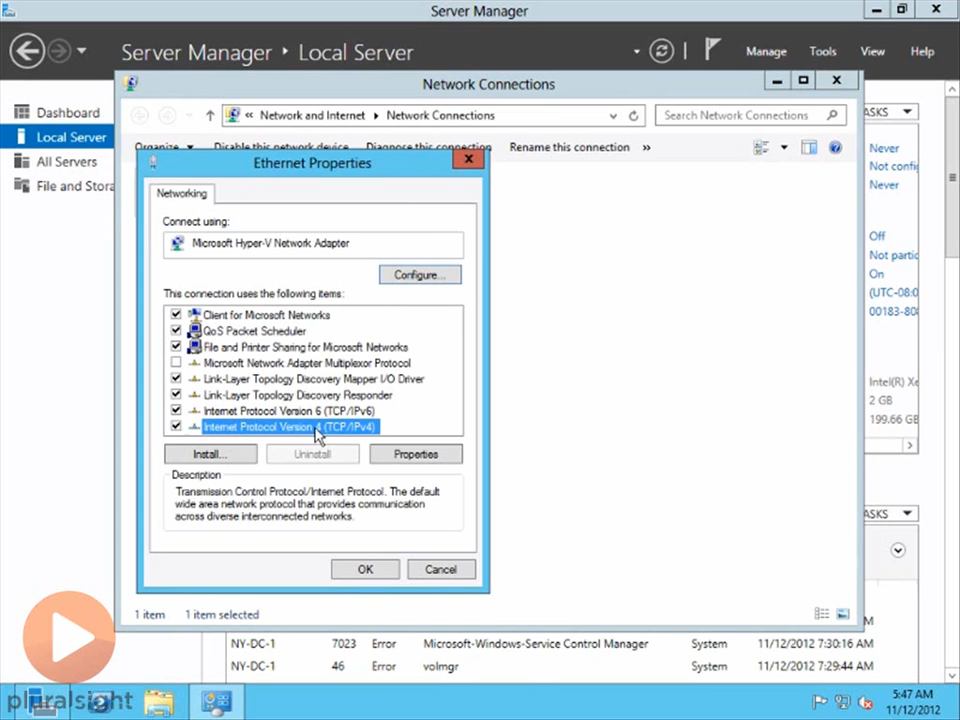 Server Manager
Server Manager ‣ Local Server
Manage Tools View Help
Network Connections
Dashboard
Local Server
All Servers
File and Stora
« Network and Internet ‣ Network Connections
Search Network Connections
Organize Disable this network device Diagnose this connection Rename this connection »
Ethernet Properties
Networking
Connect using:
Microsoft Hyper-V Network Adapter
Configure...
This connection uses the following items:
Client for Microsoft Networks
QoS Packet Scheduler
File and Printer Sharing for Microsoft Networks
Microsoft Network Adapter Multiplexor Protocol
Link-Layer Topology Discovery Mapper I/O Driver
Link-Layer Topology Discovery Responder
Internet Protocol Version 6 (TCP/IPv6)
Internet Protocol Version 4 (TCP/IPv4)
Install... Uninstall Properties
Description
Transmission Control Protocol/Internet Protocol. The default
wide area network protocol that provides communication
across diverse interconnected networks.
OK Cancel
1 item 1 item selected
ASKS
Never
Not config
Never
Off
Not partic
On
(UTC-08:0
00183-80
Intel(R) Xe
2 GB
199.66 G
ASKS
NY-DC-1 7023 Error Microsoft-Windows-Service Control Manager System 11/12/2012 7:30:16 AM
NY-DC-1 46 Error volmgr System 11/12/2012 7:29:44 AM
pluralsight
5:47 AM
11/12/2012